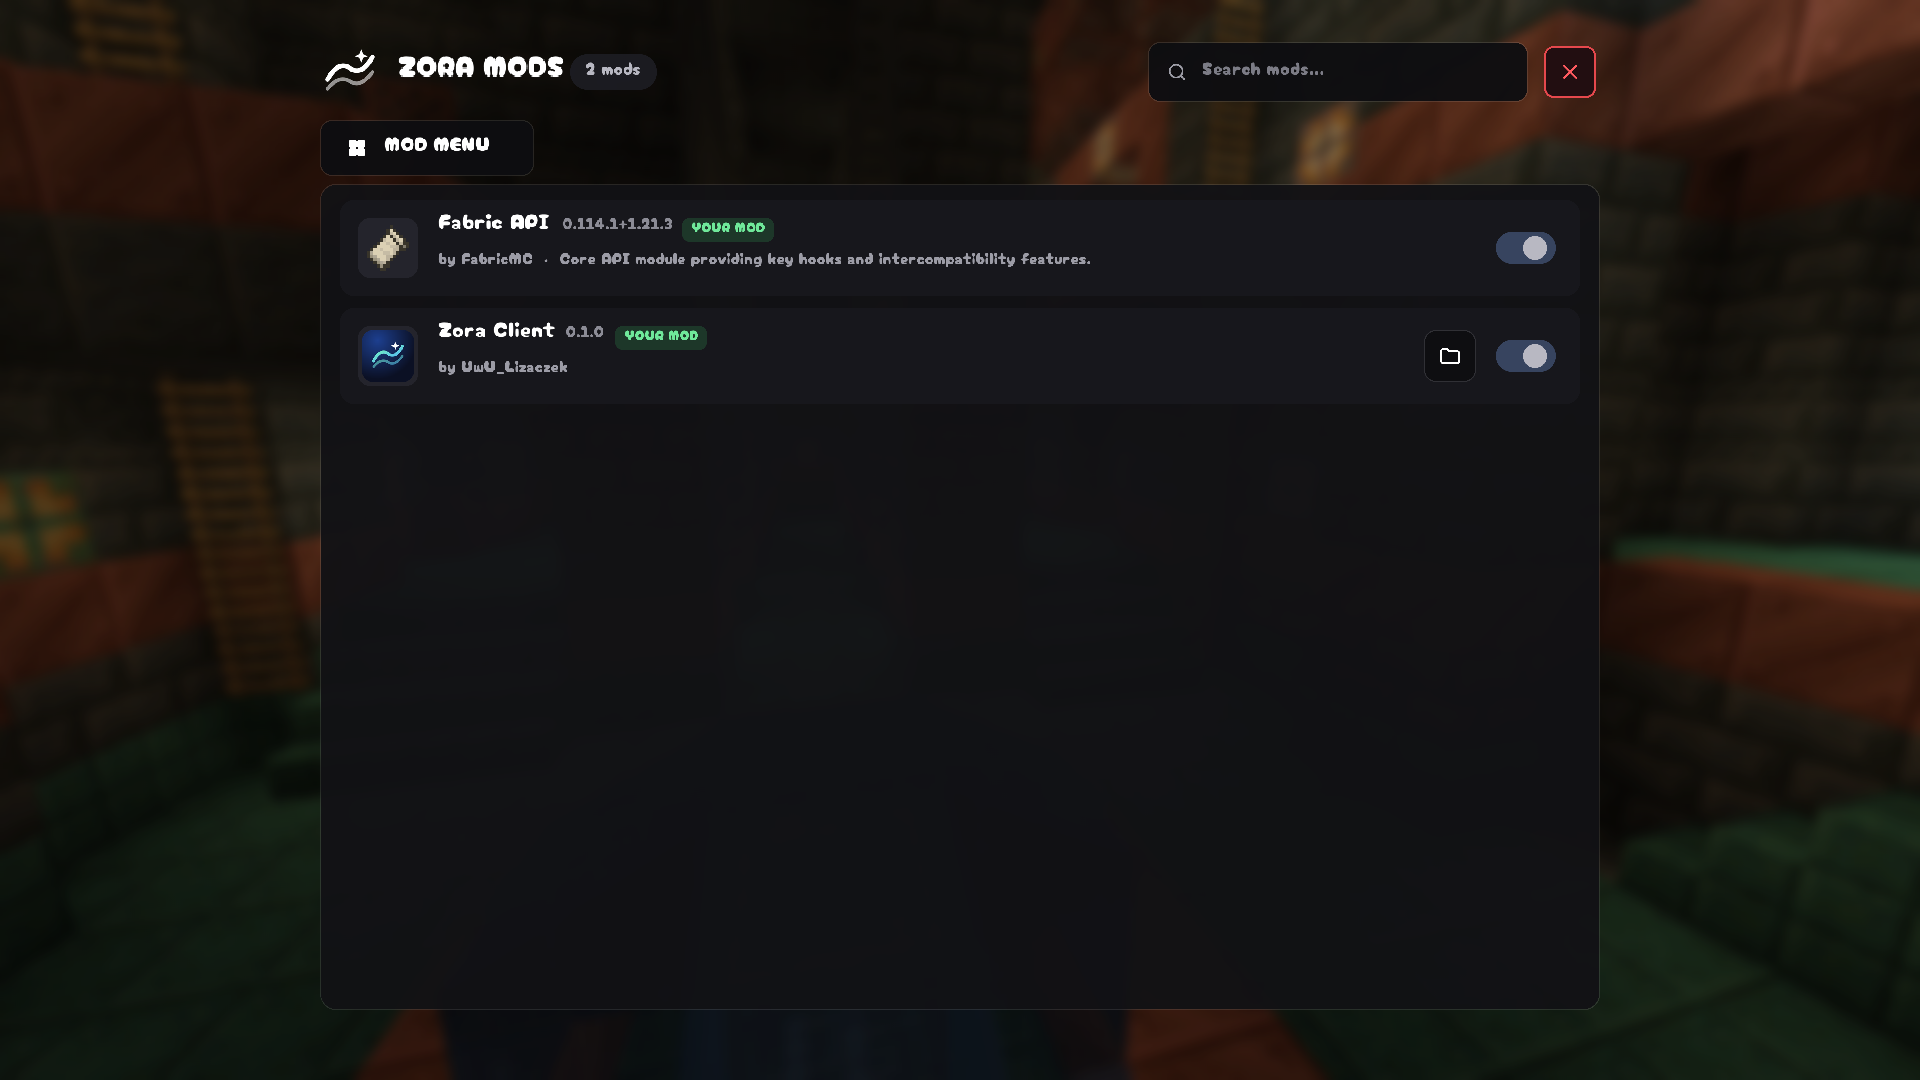 ZORA MODS 2 mods
Search mods...
MOD MENU
Fabric API 0.114.1+1.21.3 YOUR MOD
by FabricMC · Core API module providing key hooks and intercompatibility features.
Zora Client 0.1.0 YOUR MOD
by UwU_Lizaczek